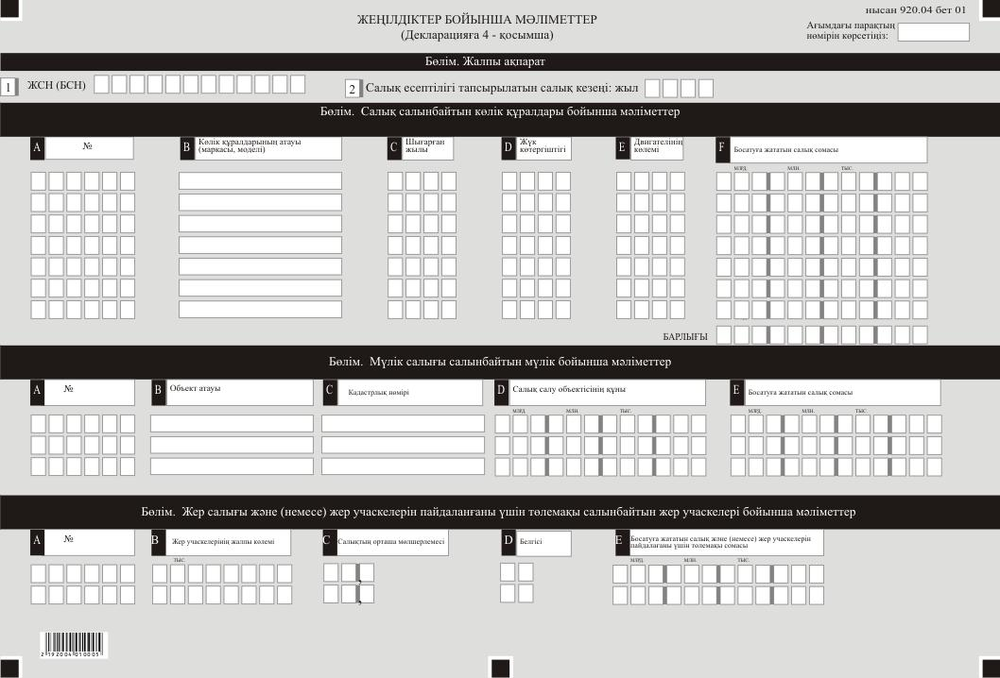 нысан 920.04 бет 01
ЖЕҢІЛДІКТЕР БОЙЫНША МӘЛІМЕТТЕР
(Декларацияға 4 - қосымша)
Ағымдағы парақтың
нөмірін көрсетіңіз:
Бөлім. Жалпы ақпарат
1 ЖСН (БСН)
2 Салық есептілігі тапсырылатын салық кезеңі: жыл
Бөлім. Салық салынбайтын көлік құралдары бойынша мәліметтер
A №
B Көлік құралдарының атауы
(маркасы, моделі)
C Шығарған
жылы
D Жүк
көтергіштігі
E Двигателінің
көлемі
F Босатуға жататын салық сомасы
МЛРД. МЛН. ТЫС.
БАРЛЫҒЫ
Бөлім. Мүлік салығы салынбайтын мүлік бойынша мәліметтер
A №
B Объект атауы
C Кадастрлық нөмірі
D Салық салу объектісінің құны
E Босатуға жататын салық сомасы
МЛРД. МЛН. ТЫС. МЛРД. МЛН. ТЫС.
Бөлім. Жер салығы және (немесе) жер учаскелерін пайдаланғаны үшін төлемақы салынбайтын жер учаскелері бойынша мәліметтер
A №
B Жер учаскелерінің жалпы көлемі
C Салықтың орташа мөлшерлемесі
D Белгісі
E Босатуға жататын салық және (немесе) жер учаскелерін
пайдаланғаны үшін төлемақы сомасы
ТЫС. МЛРД. МЛН. ТЫС.
,
,
2192004010005